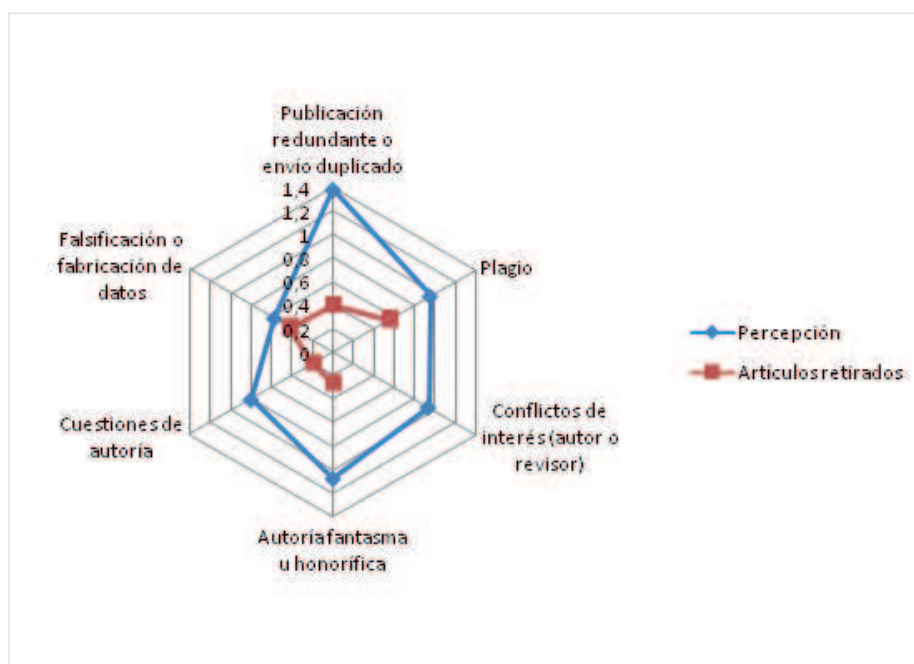 Publicación
redundante o
envío duplicado
1,4
1,2
1
0,8
0,6
0,4
0,2
0
Falsificación o
fabricación de
datos
Plagio
Percepción
Artículos retirados
Cuestiones de
autoría
Conflictos de
interés (autor o
revisor)
Autoría fantasma
u honorífica